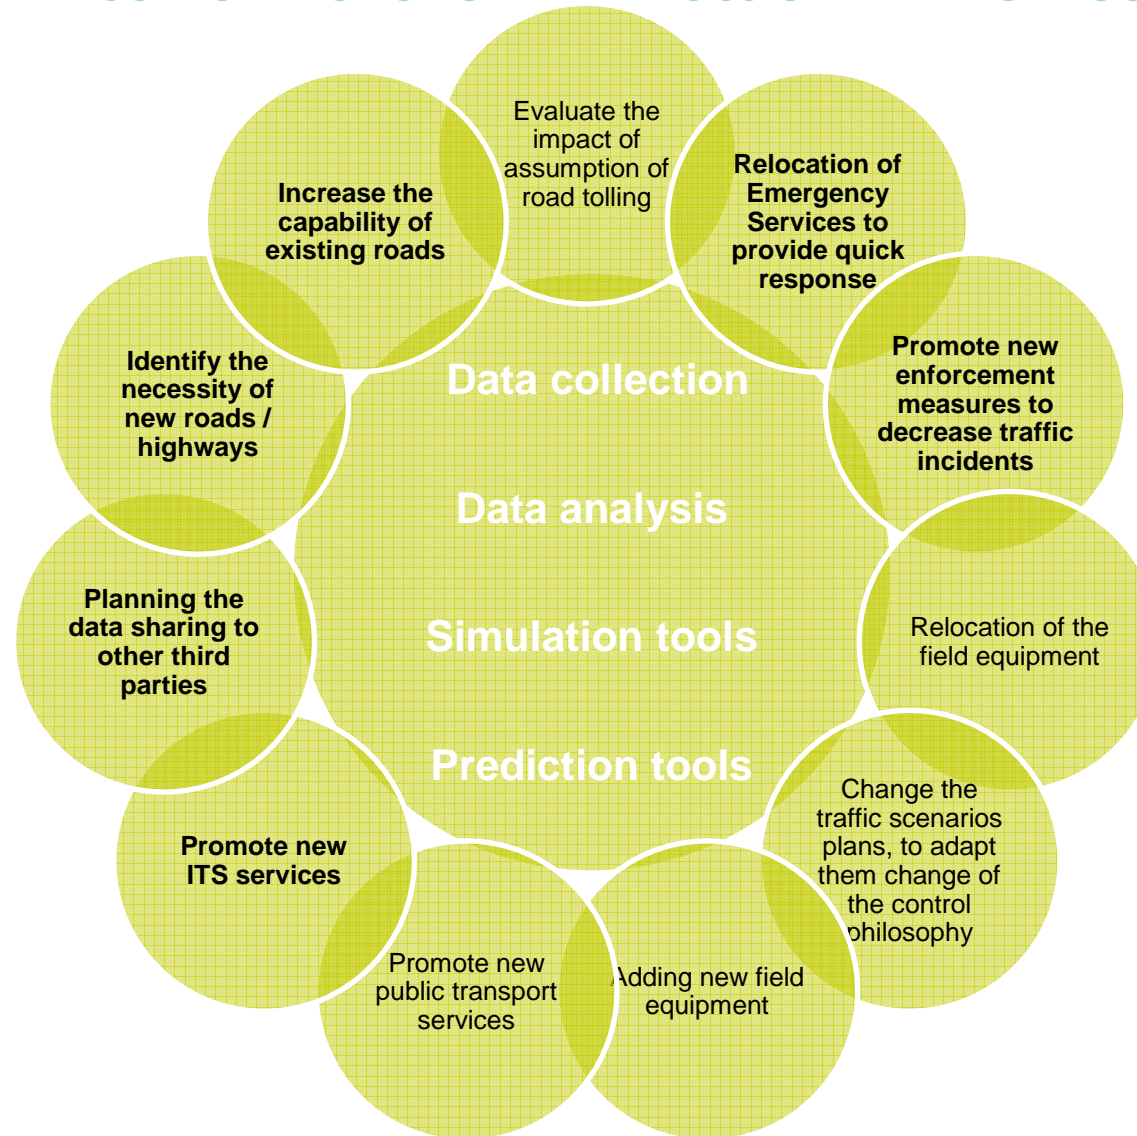 Evaluate the
impact of
assumption of
road tolling
Relocation of
Emergency
Services to
provide quick
response
Promote new
enforcement
measures to
decrease traffic
incidents
Relocation of the
field equipment
Change the
traffic scenarios
plans, to adapt
them change of
the control
philosophy
Adding new field
equipment
Promote new
public transport
services
Promote new
ITS services
Planning the
data sharing to
other third
parties
Identify the
necessity of
new roads /
highways
Increase the
capability of
existing roads
Data collection
Data analysis
Simulation tools
Prediction tools